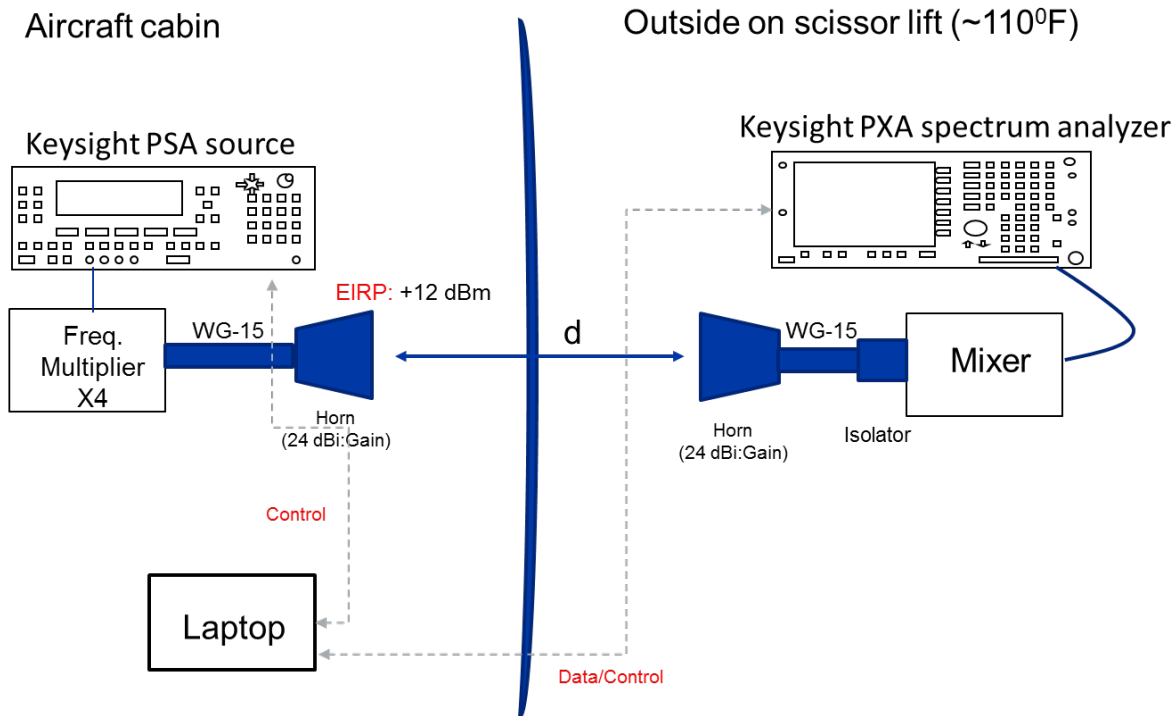 Aircraft cabin
Outside on scissor lift (~110⁰F)
Keysight PSA source
Keysight PXA spectrum analyzer
EIRP: +12 dBm
Freq.
Multiplier
X4
WG-15
Horn
(24 dBi:Gain)
d
WG-15
Horn
(24 dBi:Gain)
Isolator
Mixer
Control
Laptop
Data/Control